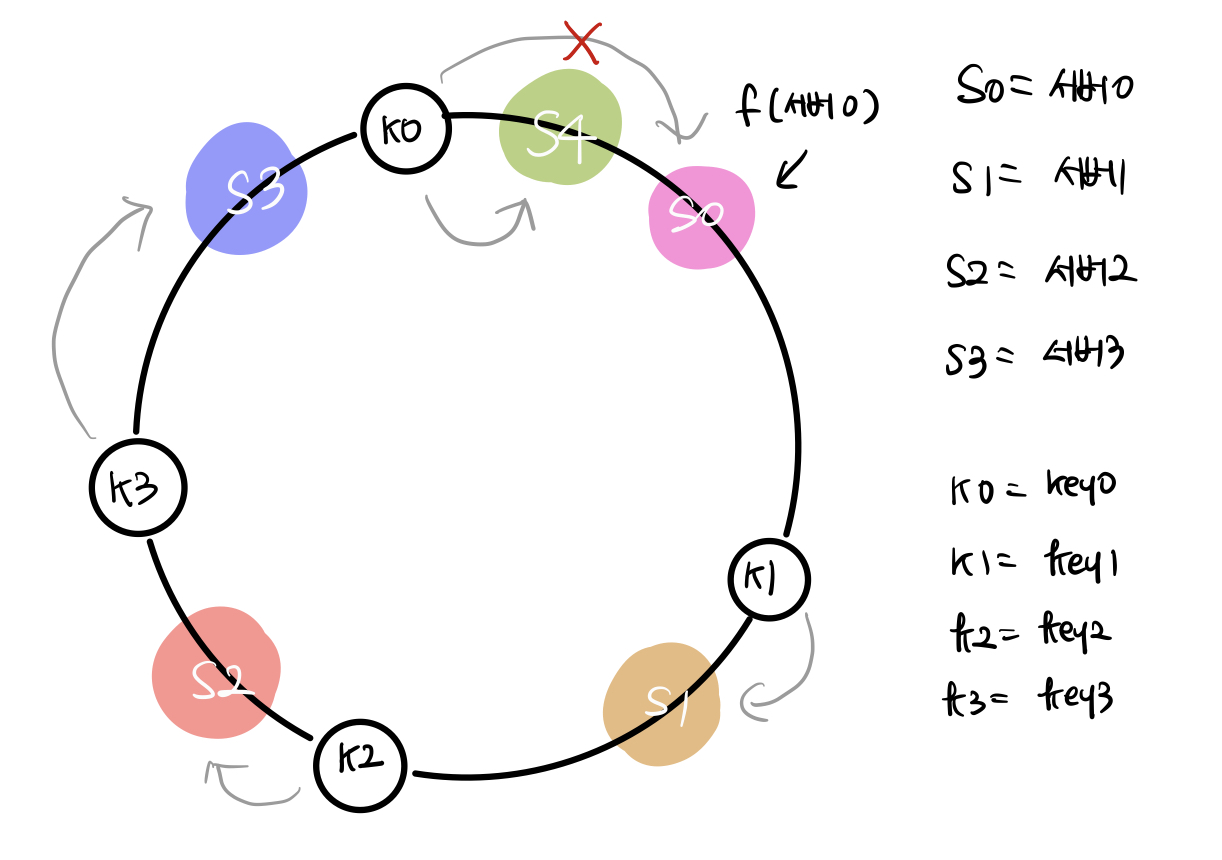 K0
S4
S3
S0
f(서버0)
K3
K1
S2
S1
K2
S0 = 서버0
S1 = 서버1
S2 = 서버2
S3 = 서버3
K0 = key0
K1 = key1
K2 = key2
K3 = key3